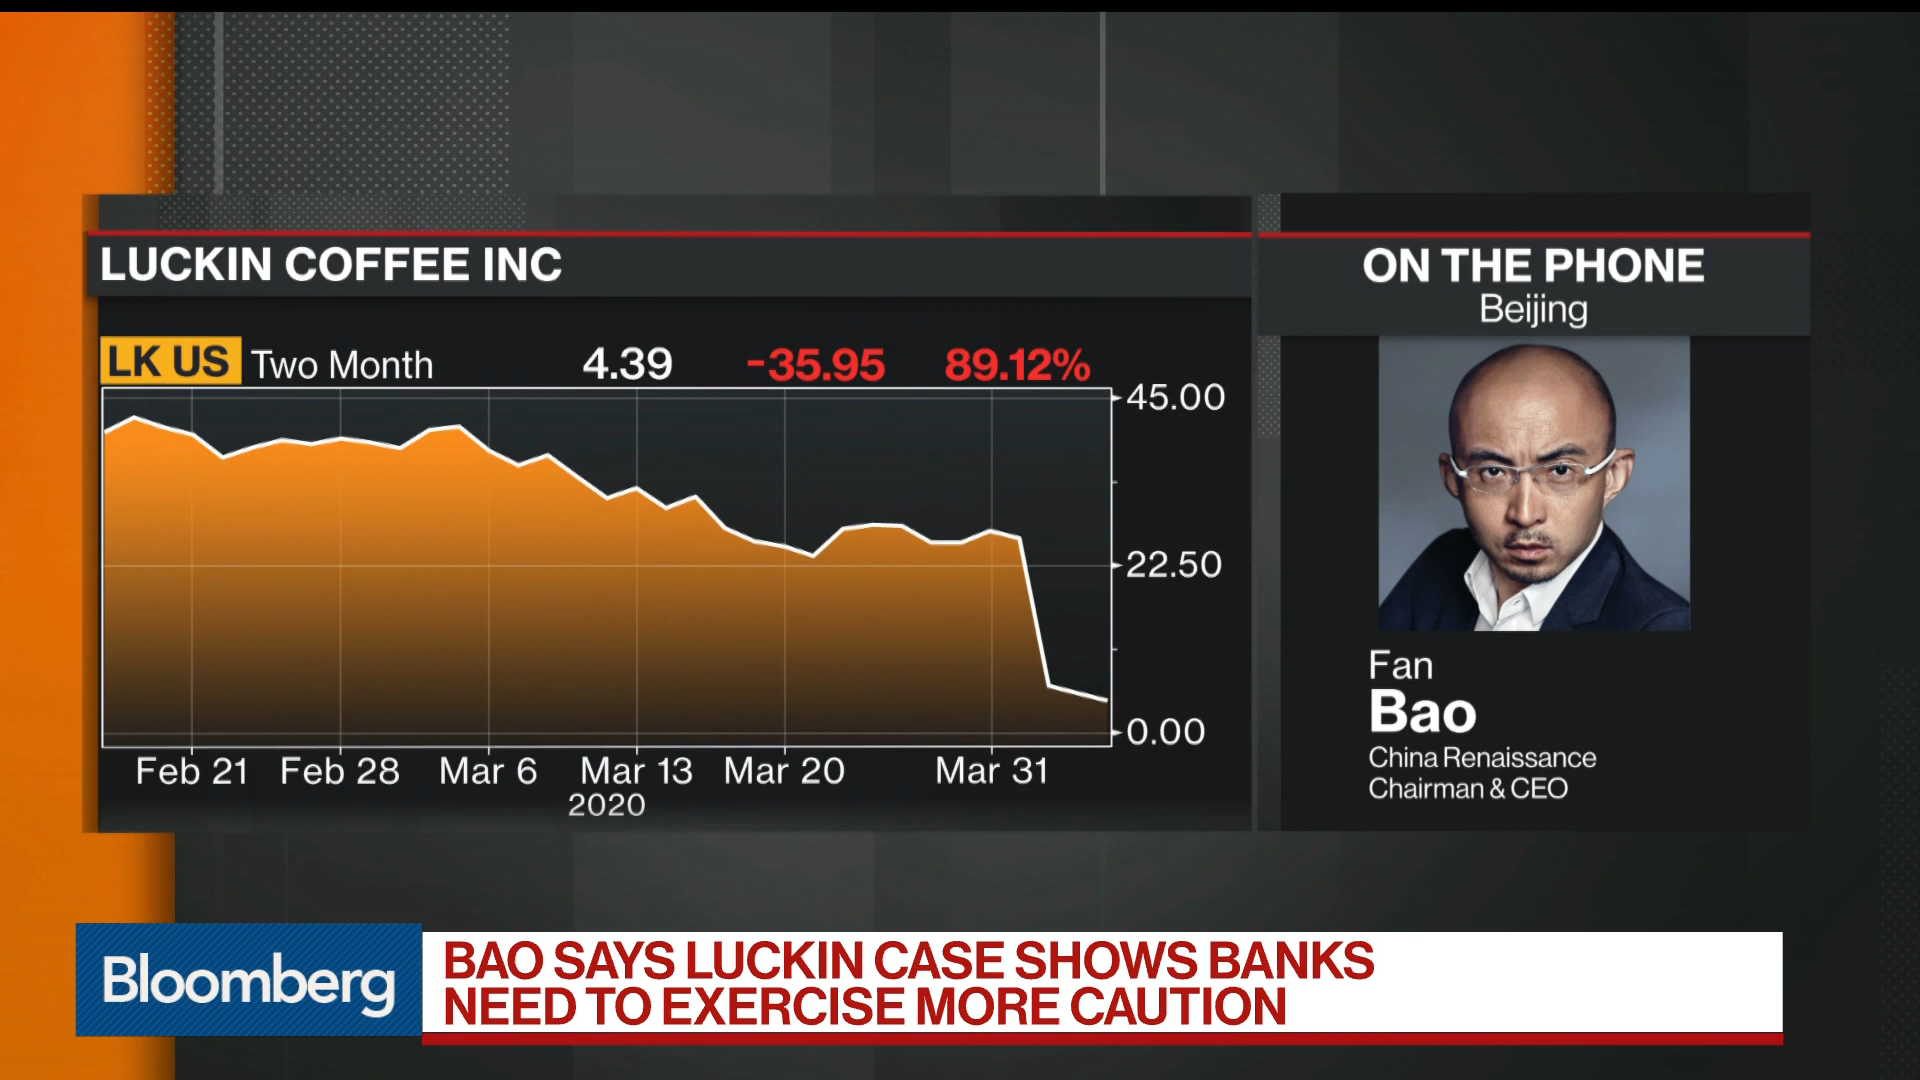 LUCKIN COFFEE INC
LK US Two Month 4.39 -35.95 89.12%
45.00
22.50
0.00
Feb 21 Feb 28 Mar 6 Mar 13 Mar 20 Mar 31
2020
ON THE PHONE
Beijing
Fan
Bao
China Renaissance
Chairman & CEO
Bloomberg
BAO SAYS LUCKIN CASE SHOWS BANKS
NEED TO EXERCISE MORE CAUTION